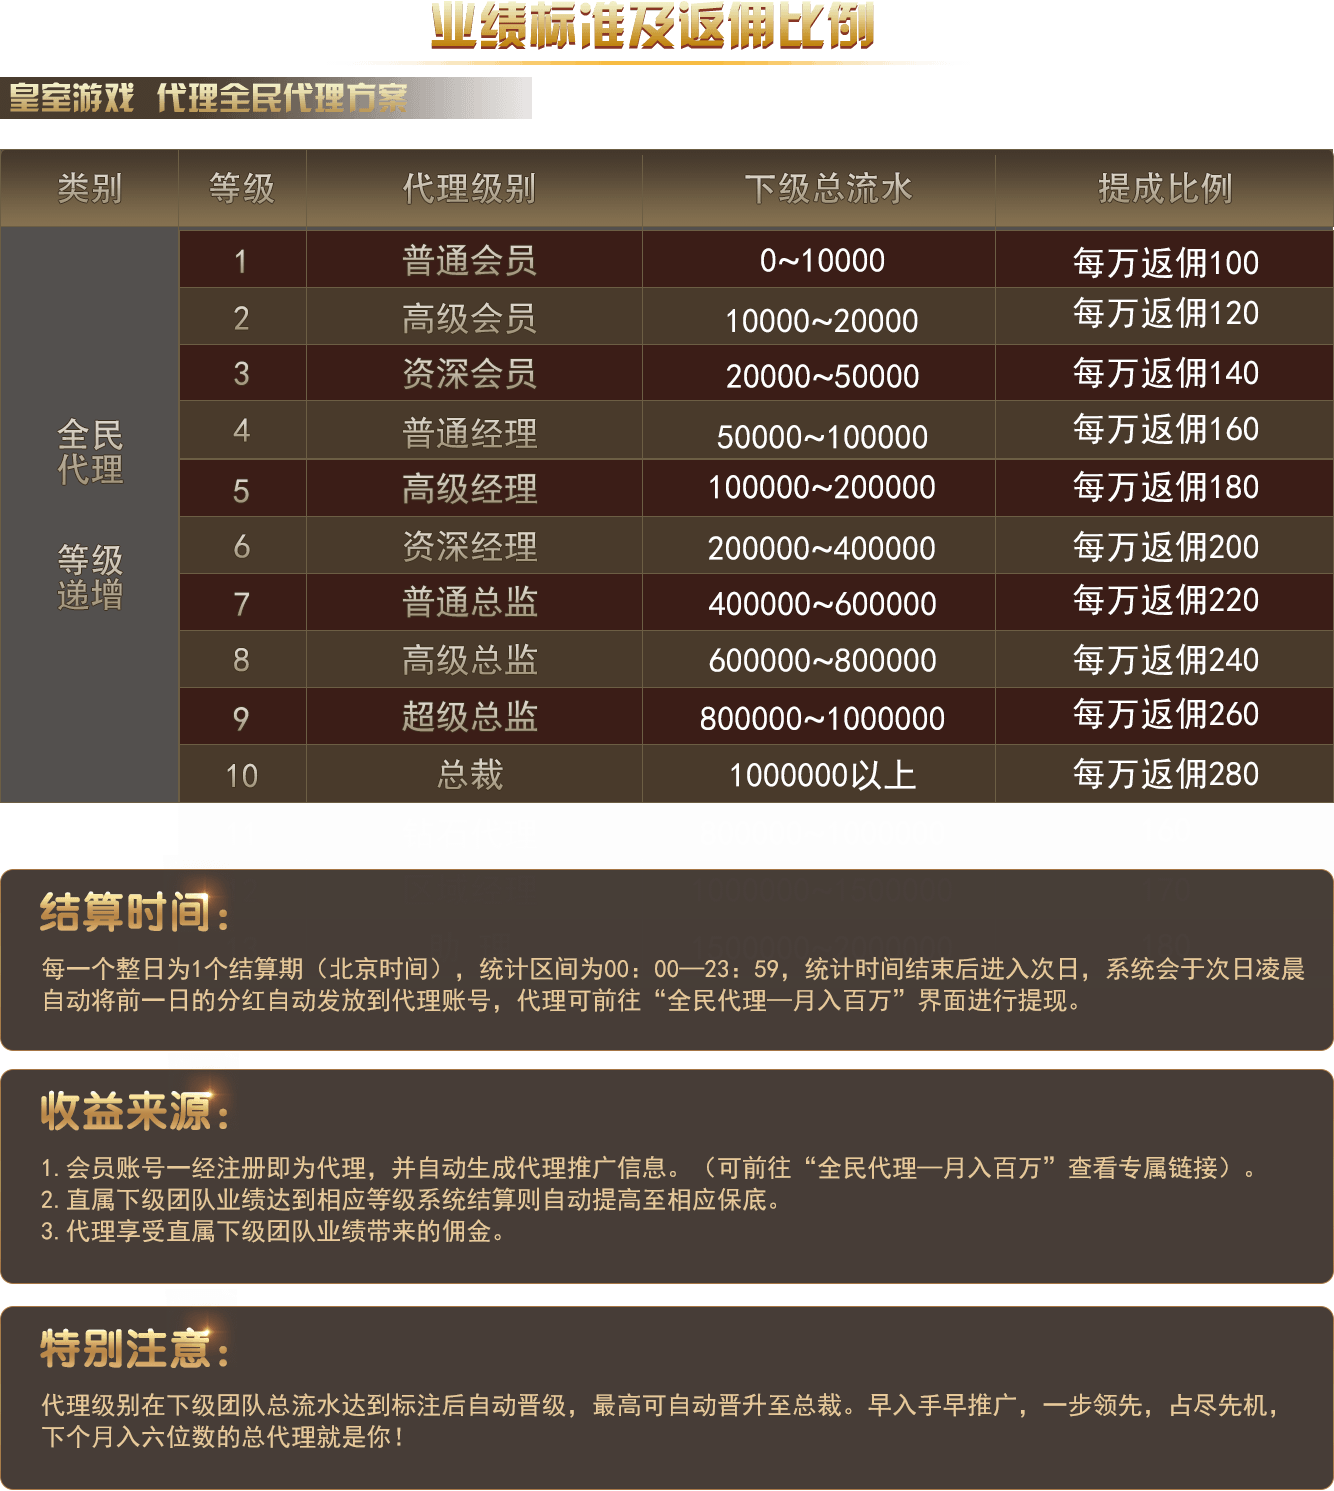 业绩标准及返佣比例
皇室游戏 代理全民代理方案
类别 等级 代理级别 下级总流水 提成比例
1 普通会员 0~10000 每万返佣100
2 高级会员 10000~20000 每万返佣120
3 资深会员 20000~50000 每万返佣140
全民
代理
4 普通经理 50000~100000 每万返佣160
5 高级经理 100000~200000 每万返佣180
6 资深经理 200000~400000 每万返佣200
等级
递增
7 普通总监 400000~600000 每万返佣220
8 高级总监 600000~800000 每万返佣240
9 超级总监 800000~1000000 每万返佣260
10 总裁 1000000以上 每万返佣280
结算时间：
每一个整日为1个结算期（北京时间），统计区间为00：00—23：59，统计时间结束后进入次日，系统会于次日凌晨
自动将前一日的分红自动发放到代理账号，代理可前往“全民代理—月入百万”界面进行提现。
收益来源：
1.会员账号一经注册即为代理，并自动生成代理推广信息。（可前往“全民代理—月入百万”查看专属链接）。
2.直属下级团队业绩达到相应等级系统结算则自动提高至相应保底。
3.代理享受直属下级团队业绩带来的佣金。
特别注意：
代理级别在下级团队总流水达到标注后自动晋级，最高可自动晋升至总裁。早入手早推广，一步领先，占尽先机，
下个月入六位数的总代理就是你！